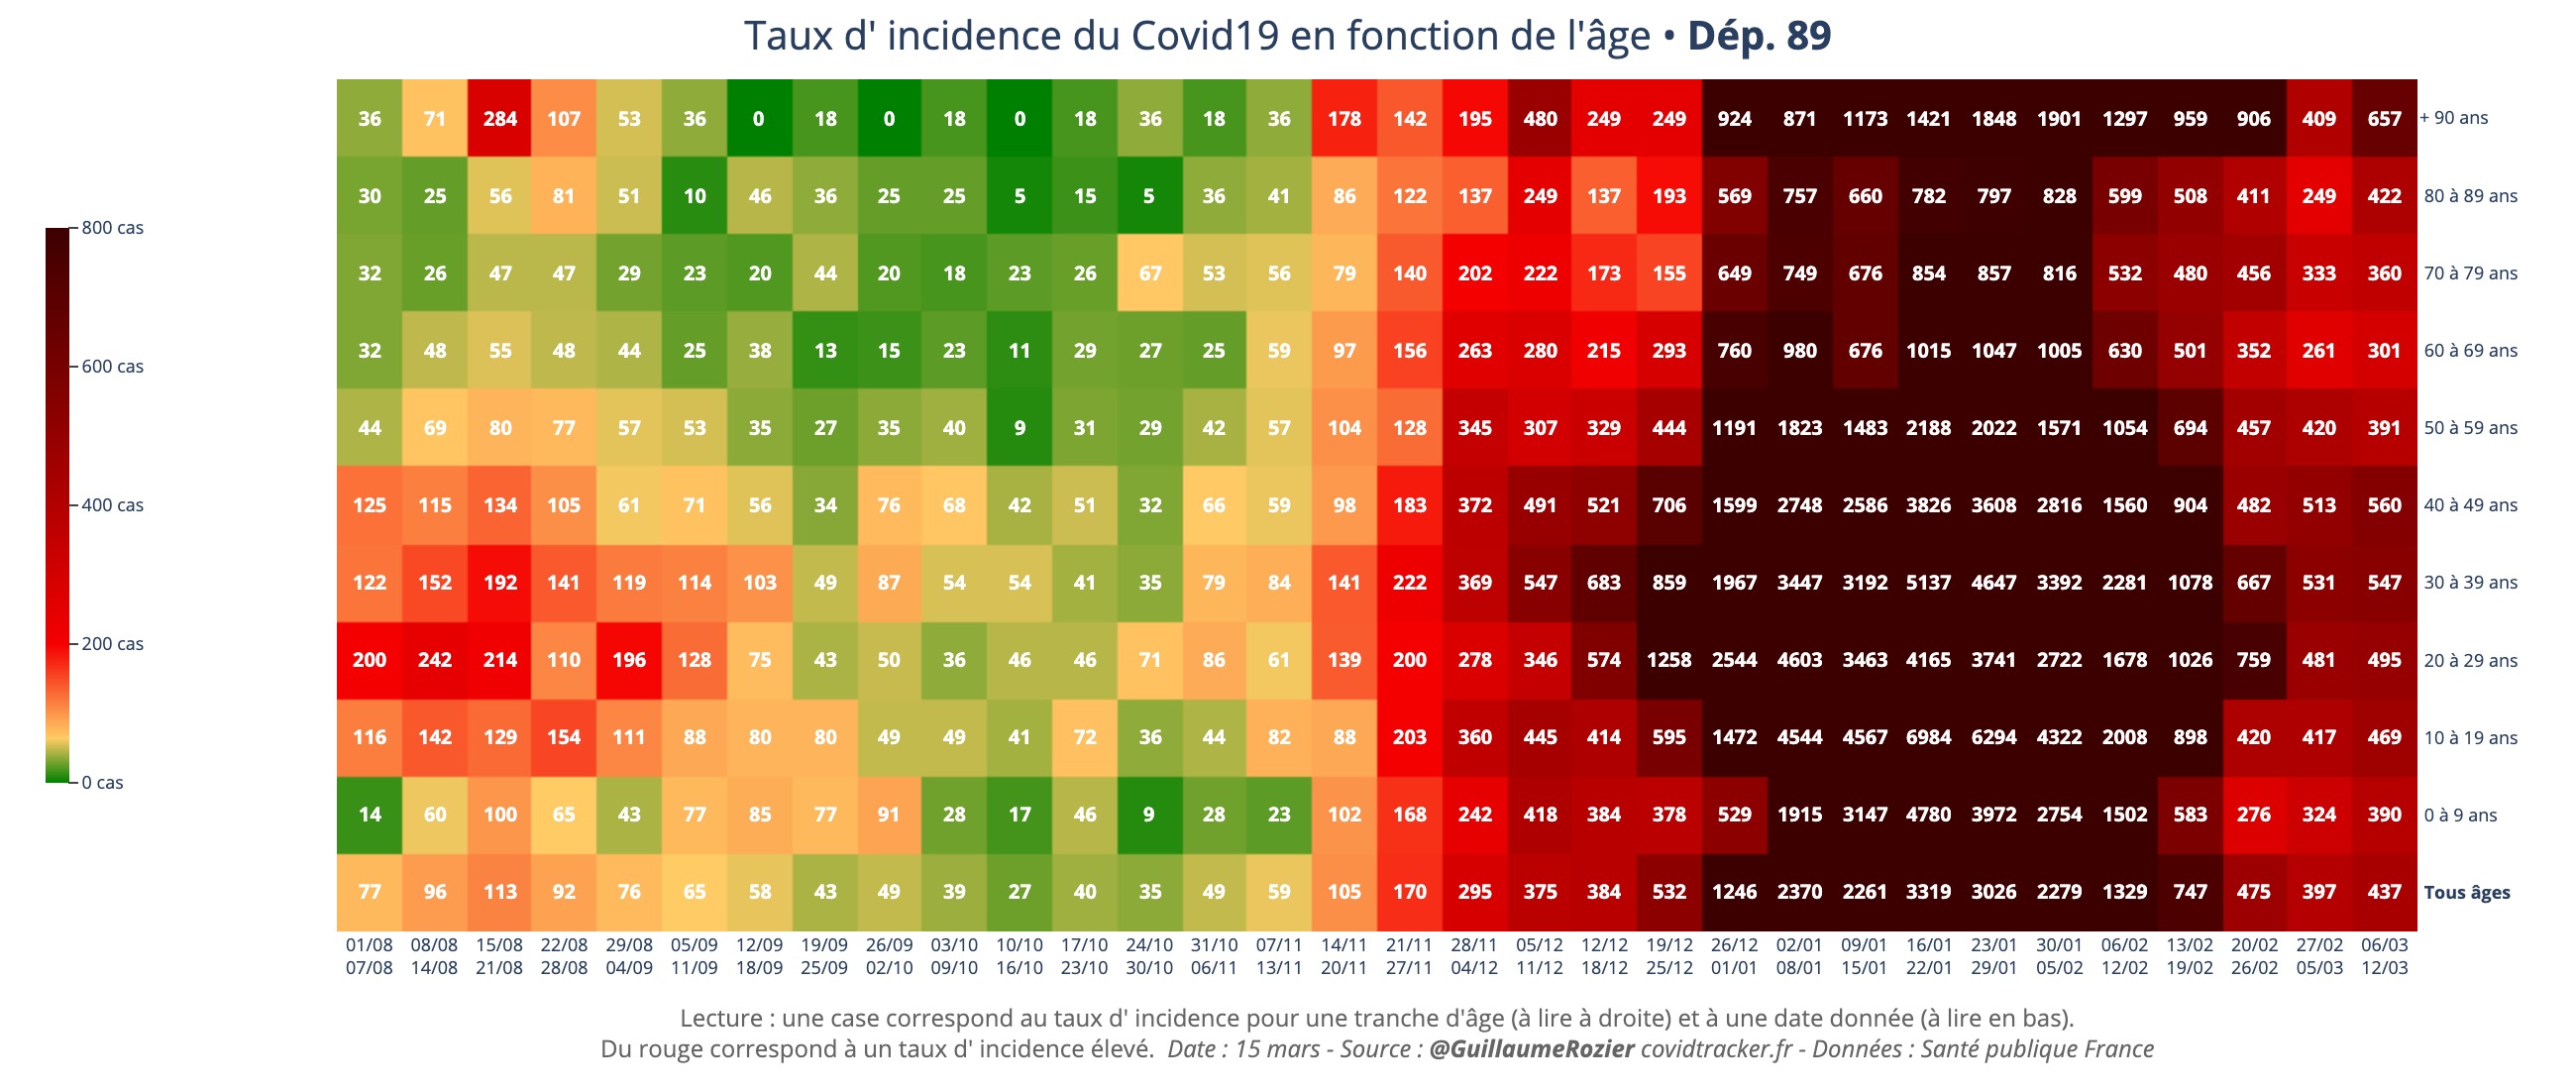 Taux d' incidence du Covid19 en fonction de l'âge • Dép. 89
800 cas
600 cas
400 cas
200 cas
0 cas
36 71 284 107 53 36 0 18 0 18 0 18 36 18 36 178 142 195 480 249 249 924 871 1173 1421 1848 1901 1297 959 906 409 657 + 90 ans
30 25 56 81 51 10 46 36 25 25 5 15 5 36 41 86 122 137 249 137 193 569 757 660 782 797 828 599 508 411 249 422 80 à 89 ans
32 26 47 47 29 23 20 44 20 18 23 26 67 53 56 79 140 202 222 173 155 649 749 676 854 857 816 532 480 456 333 360 70 à 79 ans
32 48 55 48 44 25 38 13 15 23 11 29 27 25 59 97 156 263 280 215 293 760 980 676 1015 1047 1005 630 501 352 261 301 60 à 69 ans
44 69 80 77 57 53 35 27 35 40 9 31 29 42 57 104 128 345 307 329 444 1191 1823 1483 2188 2022 1571 1054 694 457 420 391 50 à 59 ans
125 115 134 105 61 71 56 34 76 68 42 51 32 66 59 98 183 372 491 521 706 1599 2748 2586 3826 3608 2816 1560 904 482 513 560 40 à 49 ans
122 152 192 141 119 114 103 49 87 54 54 41 35 79 84 141 222 369 547 683 859 1967 3447 3192 5137 4647 3392 2281 1078 667 531 547 30 à 39 ans
200 242 214 110 196 128 75 43 50 36 46 46 71 86 61 139 200 278 346 574 1258 2544 4603 3463 4165 3741 2722 1678 1026 759 481 495 20 à 29 ans
116 142 129 154 111 88 80 80 49 49 41 72 36 44 82 88 203 360 445 414 595 1472 4544 4567 6984 6294 4322 2008 898 420 417 469 10 à 19 ans
14 60 100 65 43 77 85 77 91 28 17 46 9 28 23 102 168 242 418 384 378 529 1915 3147 4780 3972 2754 1502 583 276 324 390 0 à 9 ans
77 96 113 92 76 65 58 43 49 39 27 40 35 49 59 105 170 295 375 384 532 1246 2370 2261 3319 3026 2279 1329 747 475 397 437 Tous âges
01/08 08/08 15/08 22/08 29/08 05/09 12/09 19/09 26/09 03/10 10/10 17/10 24/10 31/10 07/11 14/11 21/11 28/11 05/12 12/12 19/12 26/12 02/01 09/01 16/01 23/01 30/01 06/02 13/02 20/02 27/02 06/03
07/08 14/08 21/08 28/08 04/09 11/09 18/09 25/09 02/10 09/10 16/10 23/10 30/10 06/11 13/11 20/11 27/11 04/12 11/12 18/12 25/12 01/01 08/01 15/01 22/01 29/01 05/02 12/02 19/02 26/02 05/03 12/03
Lecture : une case correspond au taux d' incidence pour une tranche d'âge (à lire à droite) et à une date donnée (à lire en bas).
Du rouge correspond à un taux d' incidence élevé. Date : 15 mars - Source : @GuillaumeRozier covidtracker.fr - Données : Santé publique France